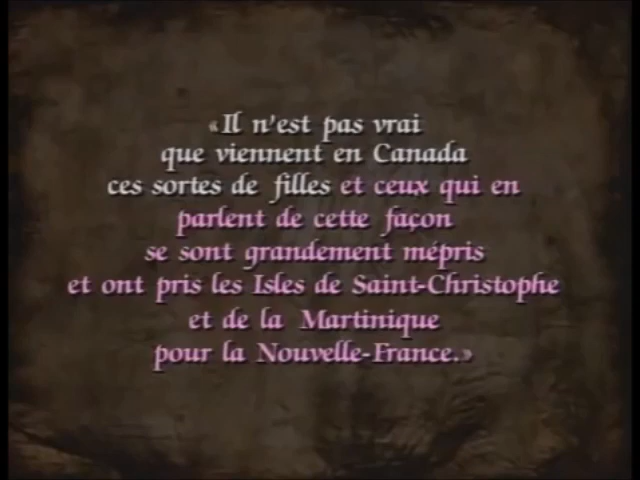 «Il n'est pas vrai
que viennent en Canada
ces sortes de filles et ceux qui en
parlent de cette façon
se sont grandement mépris
et ont pris les Isles de Saint-Christophe
et de la Martinique
pour la Nouvelle-France.»